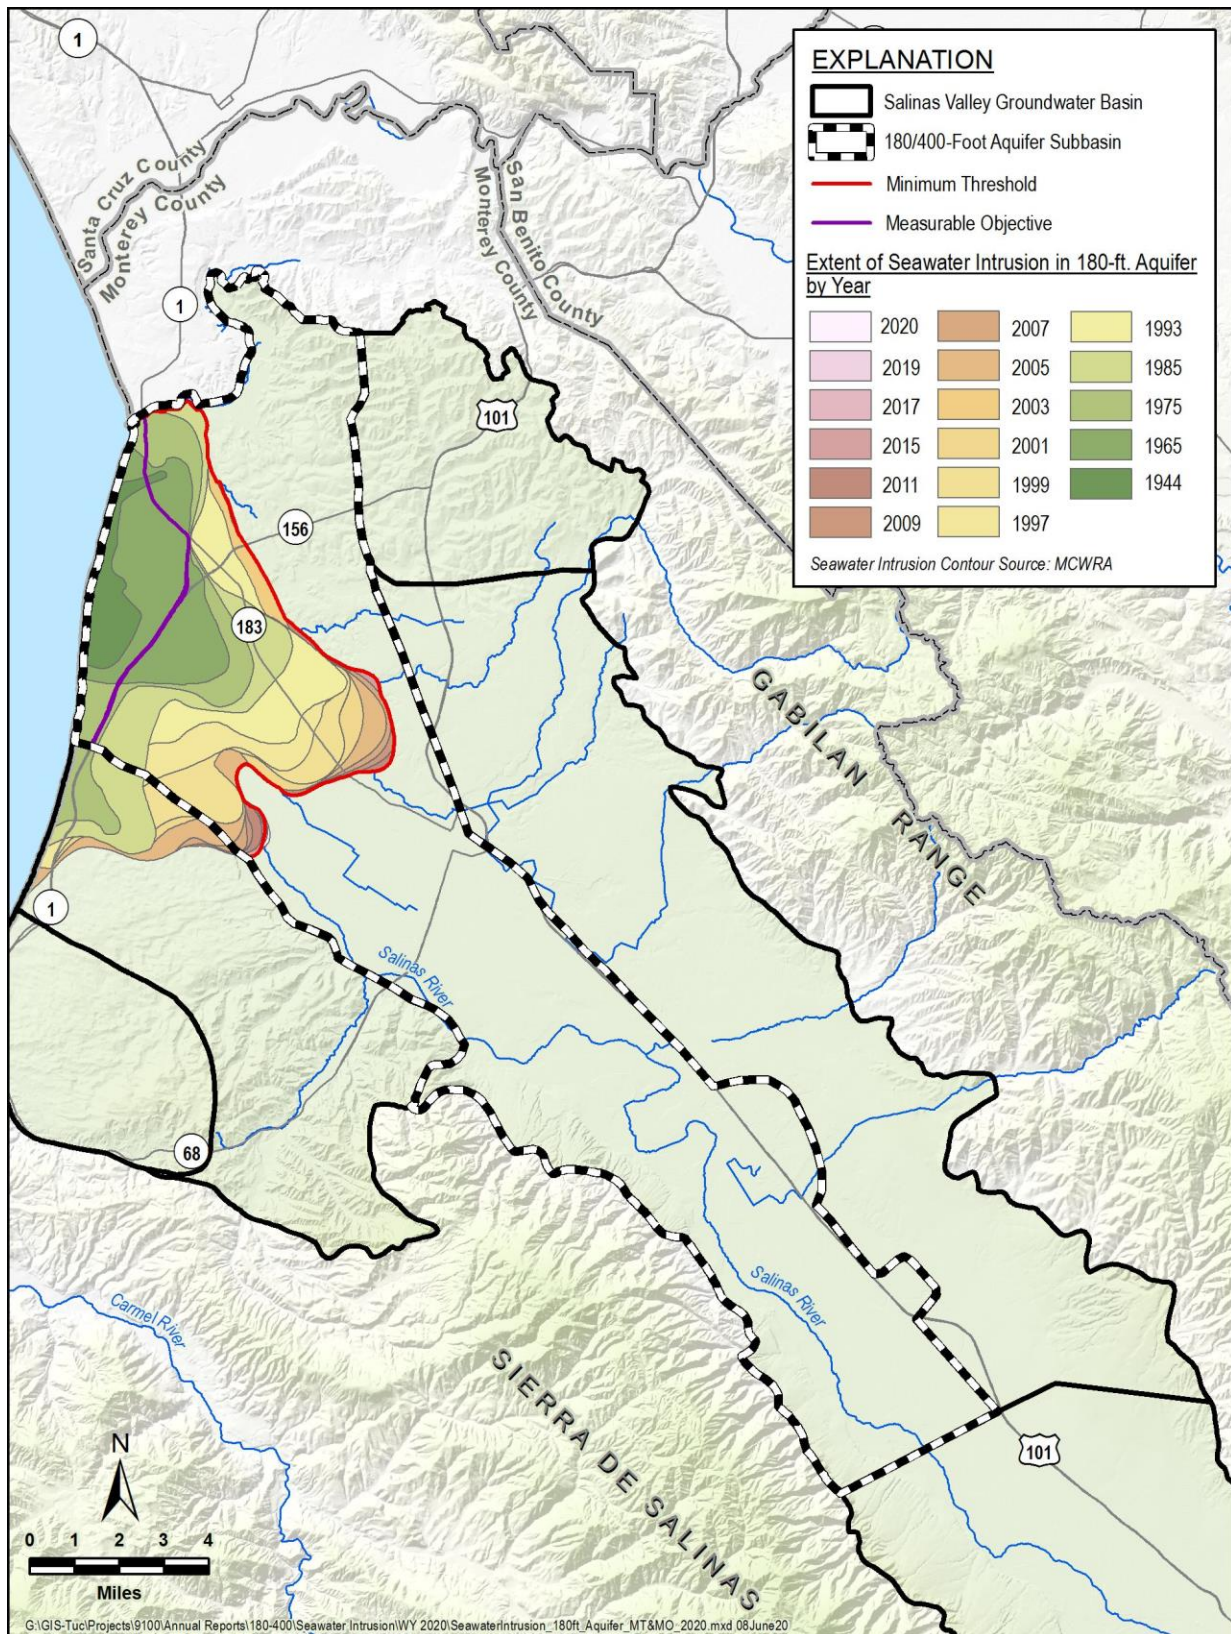 1
EXPLANATION
Salinas Valley Groundwater Basin
180/400-Foot Aquifer Subbasin
Minimum Threshold
Measurable Objective
Extent of Seawater Intrusion in 180-ft. Aquifer
by Year
2020 2007 1993
2019 2005 1985
2017 2003 1975
2015 2001 1965
2011 1999 1944
2009 1997
Seawater Intrusion Contour Source: MCWRA
Santa Cruz County
Monterey County
San Benito County
Monterey County
1
101
156
183
GABILAN RANGE
1
Salinas River
68
Salinas River
Carmel River
SIERRA DE SALINAS
101
N
0 1 2 3 4
Miles
G:\GIS-Tuc\Projects\9100\Annual Reports\180-400\Seawater Intrusion\WY 2020\SeawaterIntrusion_180ft_Aquifer_MT&MO_2020.mxd 08June20